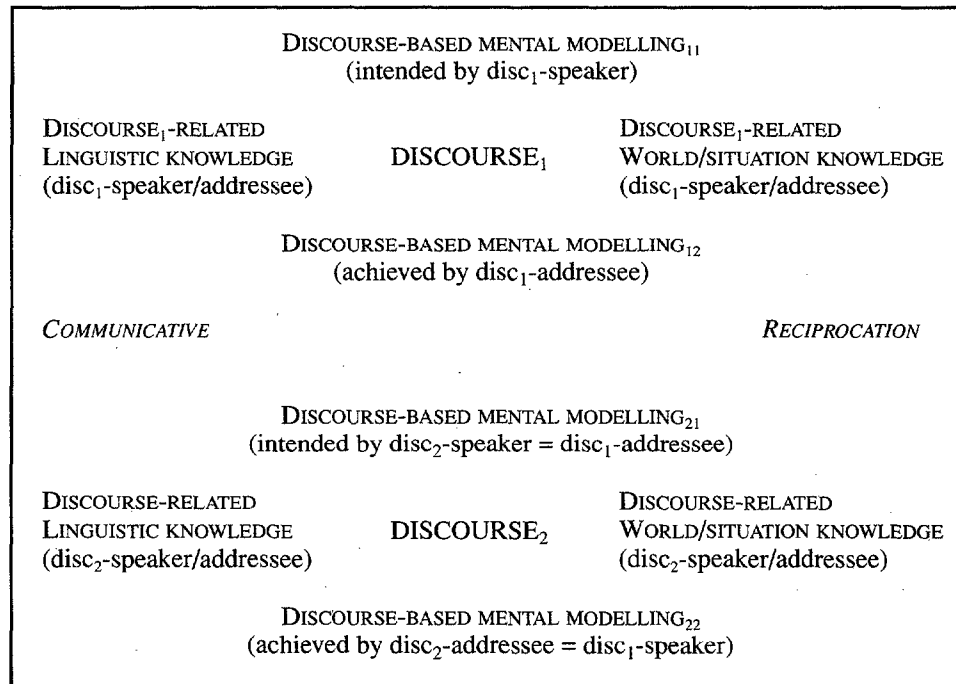 DISCOURSE-BASED MENTAL MODELLING₁₁
(intended by disc₁-speaker)
DISCOURSE₁-RELATED
LINGUISTIC KNOWLEDGE
(disc₁-speaker/addressee)
DISCOURSE₁
DISCOURSE₁-RELATED
WORLD/SITUATION KNOWLEDGE
(disc₁-speaker/addressee)
DISCOURSE-BASED MENTAL MODELLING₁₂
(achieved by disc₁-addressee)
COMMUNICATIVE RECIPROCATION
DISCOURSE-BASED MENTAL MODELLING₂₁
(intended by disc₂-speaker = disc₁-addressee)
DISCOURSE-RELATED
LINGUISTIC KNOWLEDGE
(disc₂-speaker/addressee)
DISCOURSE₂
DISCOURSE-RELATED
WORLD/SITUATION KNOWLEDGE
(disc₂-speaker/addressee)
DISCOURSE-BASED MENTAL MODELLING₂₂
(achieved by disc₂-addressee = disc₁-speaker)